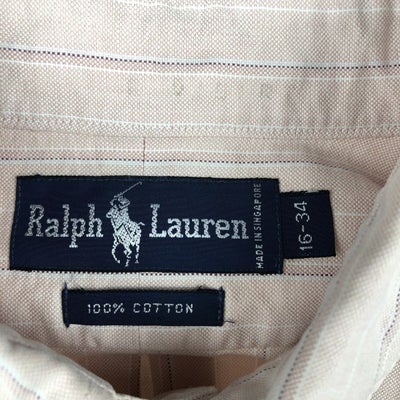 Ralph Lauren
MADE IN SINGAPORE
16-34
100% COTTON